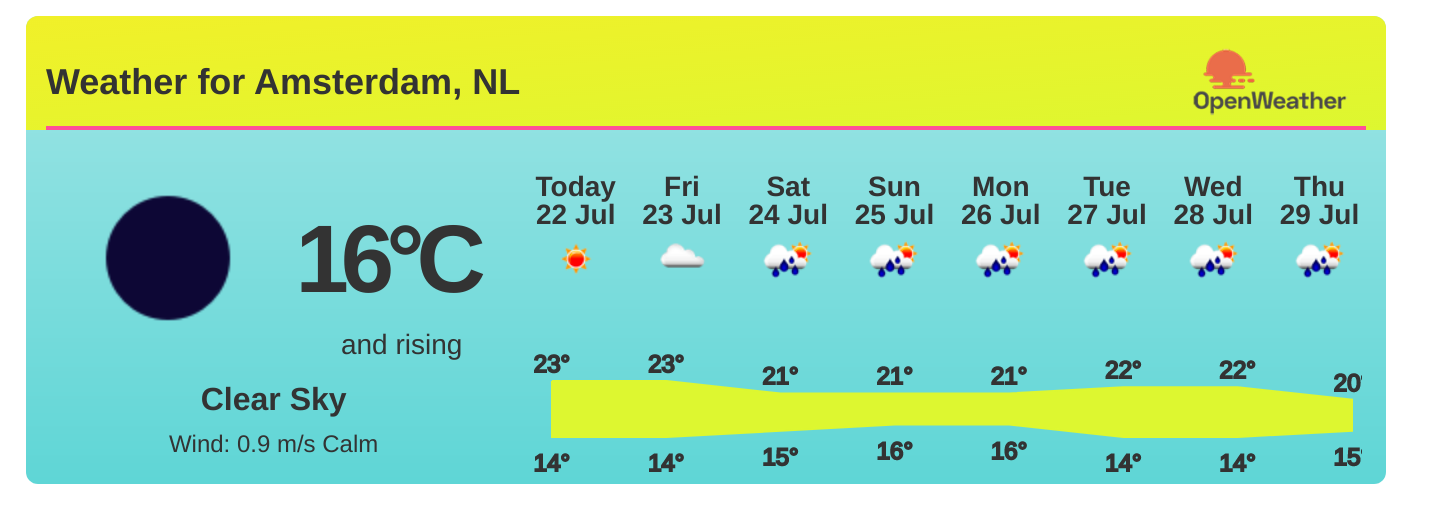 Weather for Amsterdam, NL
OpenWeather
Today Fri Sat Sun Mon Tue Wed Thu
22 Jul 23 Jul 24 Jul 25 Jul 26 Jul 27 Jul 28 Jul 29 Jul
16°C
and rising
Clear Sky
Wind: 0.9 m/s Calm
23° 23° 21° 21° 21° 22° 22° 20°
14° 14° 15° 16° 16° 14° 14° 15°